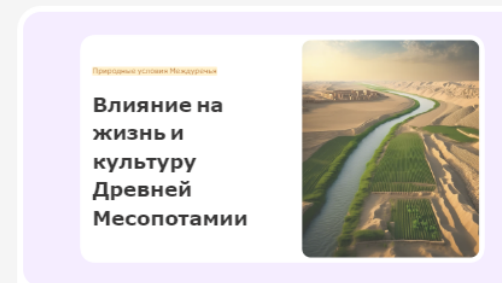 Природные условия Междуречья
Влияние на
жизнь и
культуру
Древней
Месопотамии